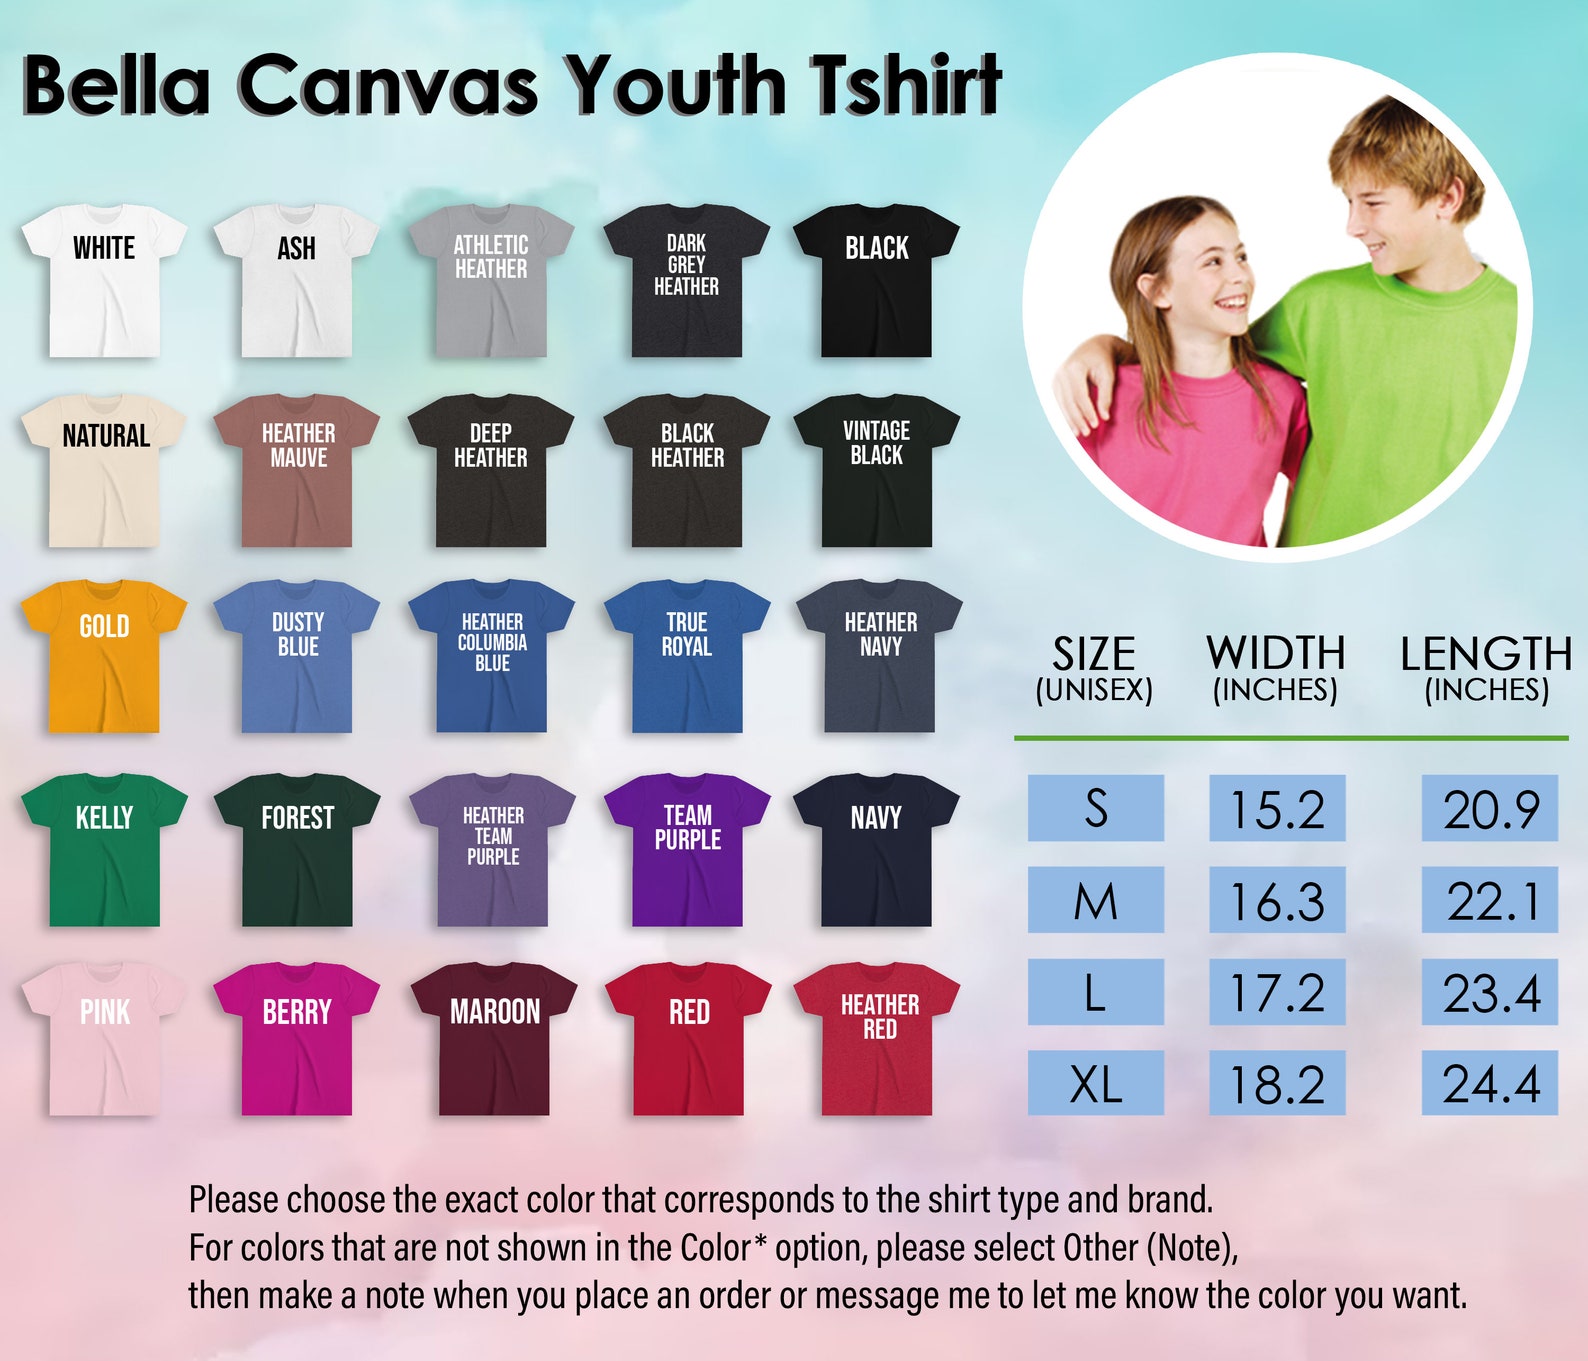 Bella Canvas Youth Tshirt
WHITE
ASH
ATHLETIC
HEATHER
DARK
GREY
HEATHER
BLACK
NATURAL
HEATHER
MAUVE
DEEP
HEATHER
BLACK
HEATHER
VINTAGE
BLACK
GOLD
DUSTY
BLUE
HEATHER
COLUMBIA
BLUE
TRUE
ROYAL
HEATHER
NAVY
KELLY
FOREST
HEATHER
TEAM
PURPLE
TEAM
PURPLE
NAVY
PINK
BERRY
MAROON
RED
HEATHER
RED
SIZE WIDTH LENGTH
(UNISEX) (INCHES) (INCHES)
S 15.2 20.9
M 16.3 22.1
L 17.2 23.4
XL 18.2 24.4
Please choose the exact color that corresponds to the shirt type and brand.
For colors that are not shown in the Color* option, please select Other (Note),
then make a note when you place an order or message me to let me know the color you want.